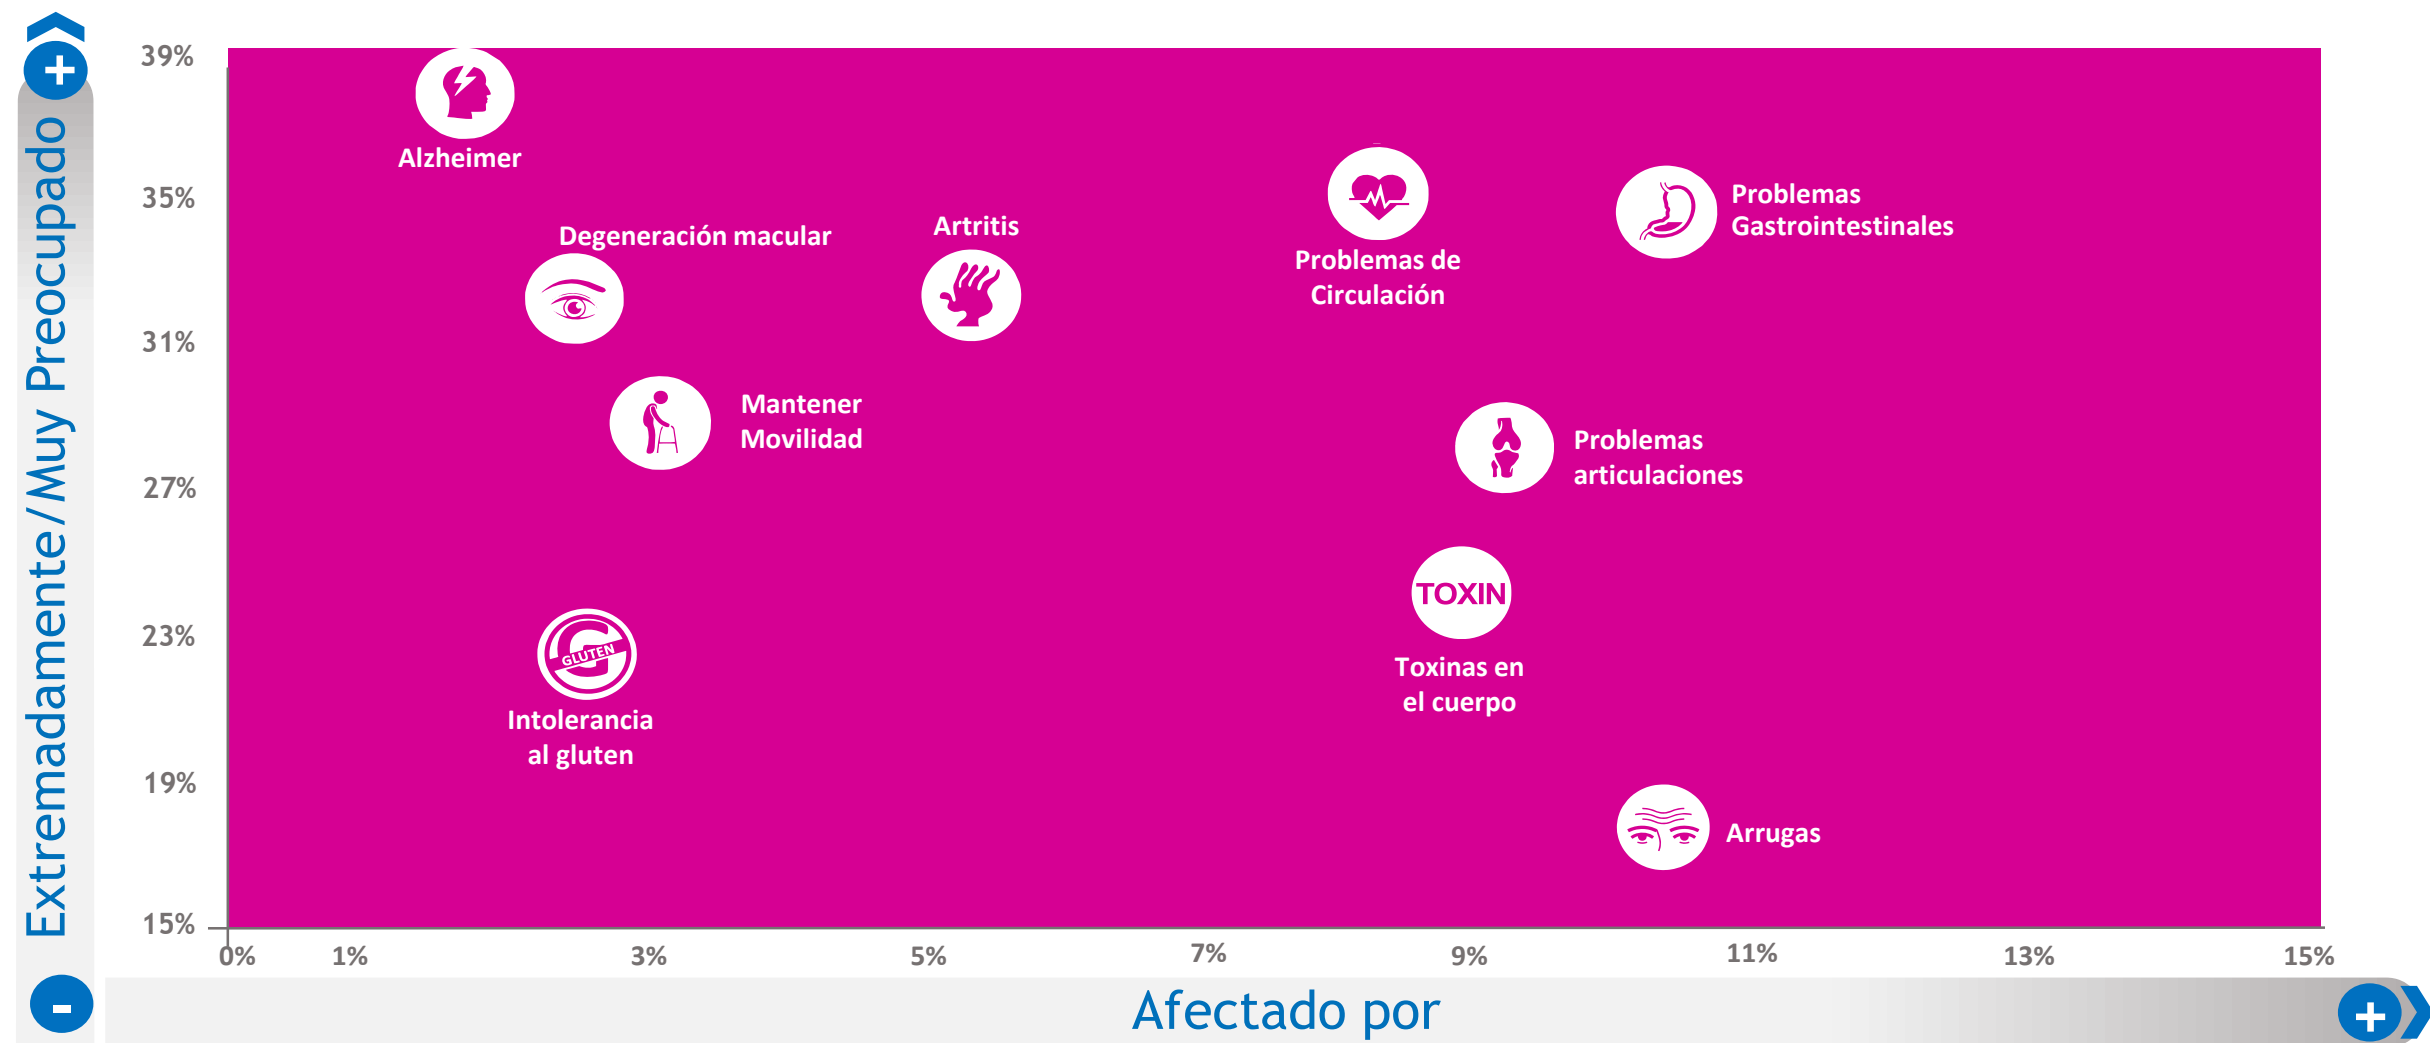 +
39%
Alzheimer
35%
Problemas
Gastrointestinales
Artritis
Degeneración macular
Problemas de
Circulación
31%
Mantener
Movilidad
Problemas
articulaciones
27%
TOXIN
23%
GLUTEN
G
Toxinas en
el cuerpo
Intolerancia
al gluten
19%
Arrugas
15%
Extremadamente/Muy Preocupado
0% 1% 3% 5% 7% 9% 11% 13% 15%
-
Afectado por
+